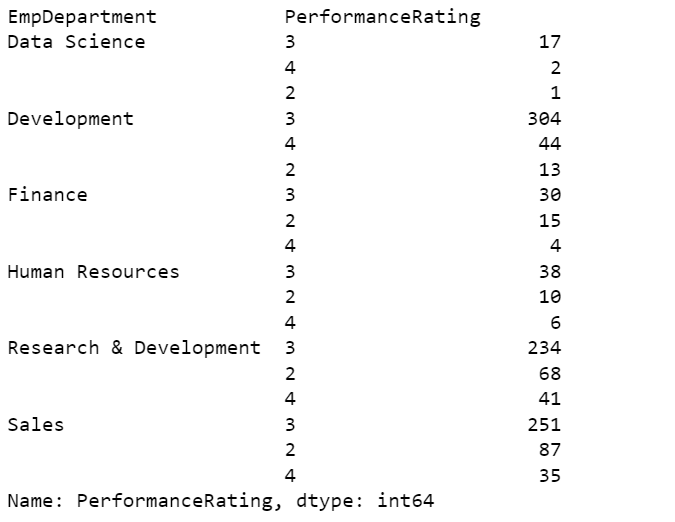 EmpDepartment           PerformanceRating
Data Science            3                     17
                        4                      2
                        2                      1
Development             3                    304
                        4                     44
                        2                     13
Finance                 3                     30
                        2                     15
                        4                      4
Human Resources         3                     38
                        2                     10
                        4                      6
Research & Development  3                    234
                        2                     68
                        4                     41
Sales                   3                    251
                        2                     87
                        4                     35
Name: PerformanceRating, dtype: int64